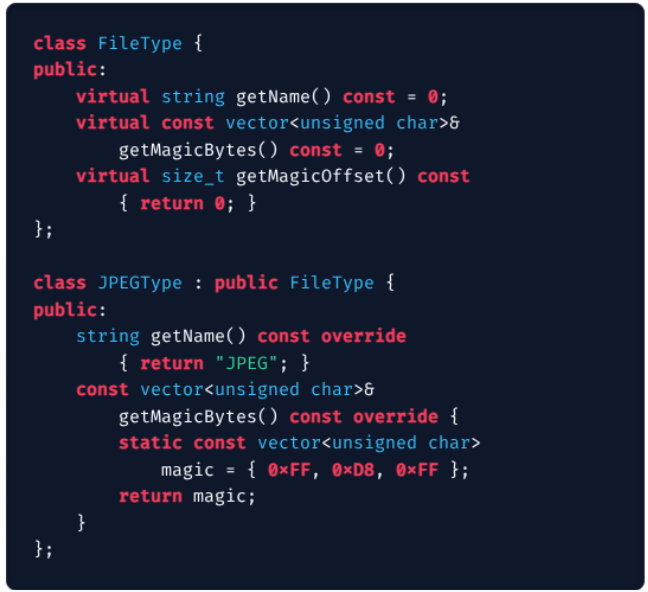 class FileType {
public:
    virtual string getName() const = 0;
    virtual const vector<unsigned char>&
        getMagicBytes() const = 0;
    virtual size_t getMagicOffset() const
        { return 0; }
};

class JPEGType : public FileType {
public:
    string getName() const override
        { return "JPEG"; }
    const vector<unsigned char>&
        getMagicBytes() const override {
        static const vector<unsigned char>
            magic = { 0xFF, 0xD8, 0xFF };
        return magic;
    }
};